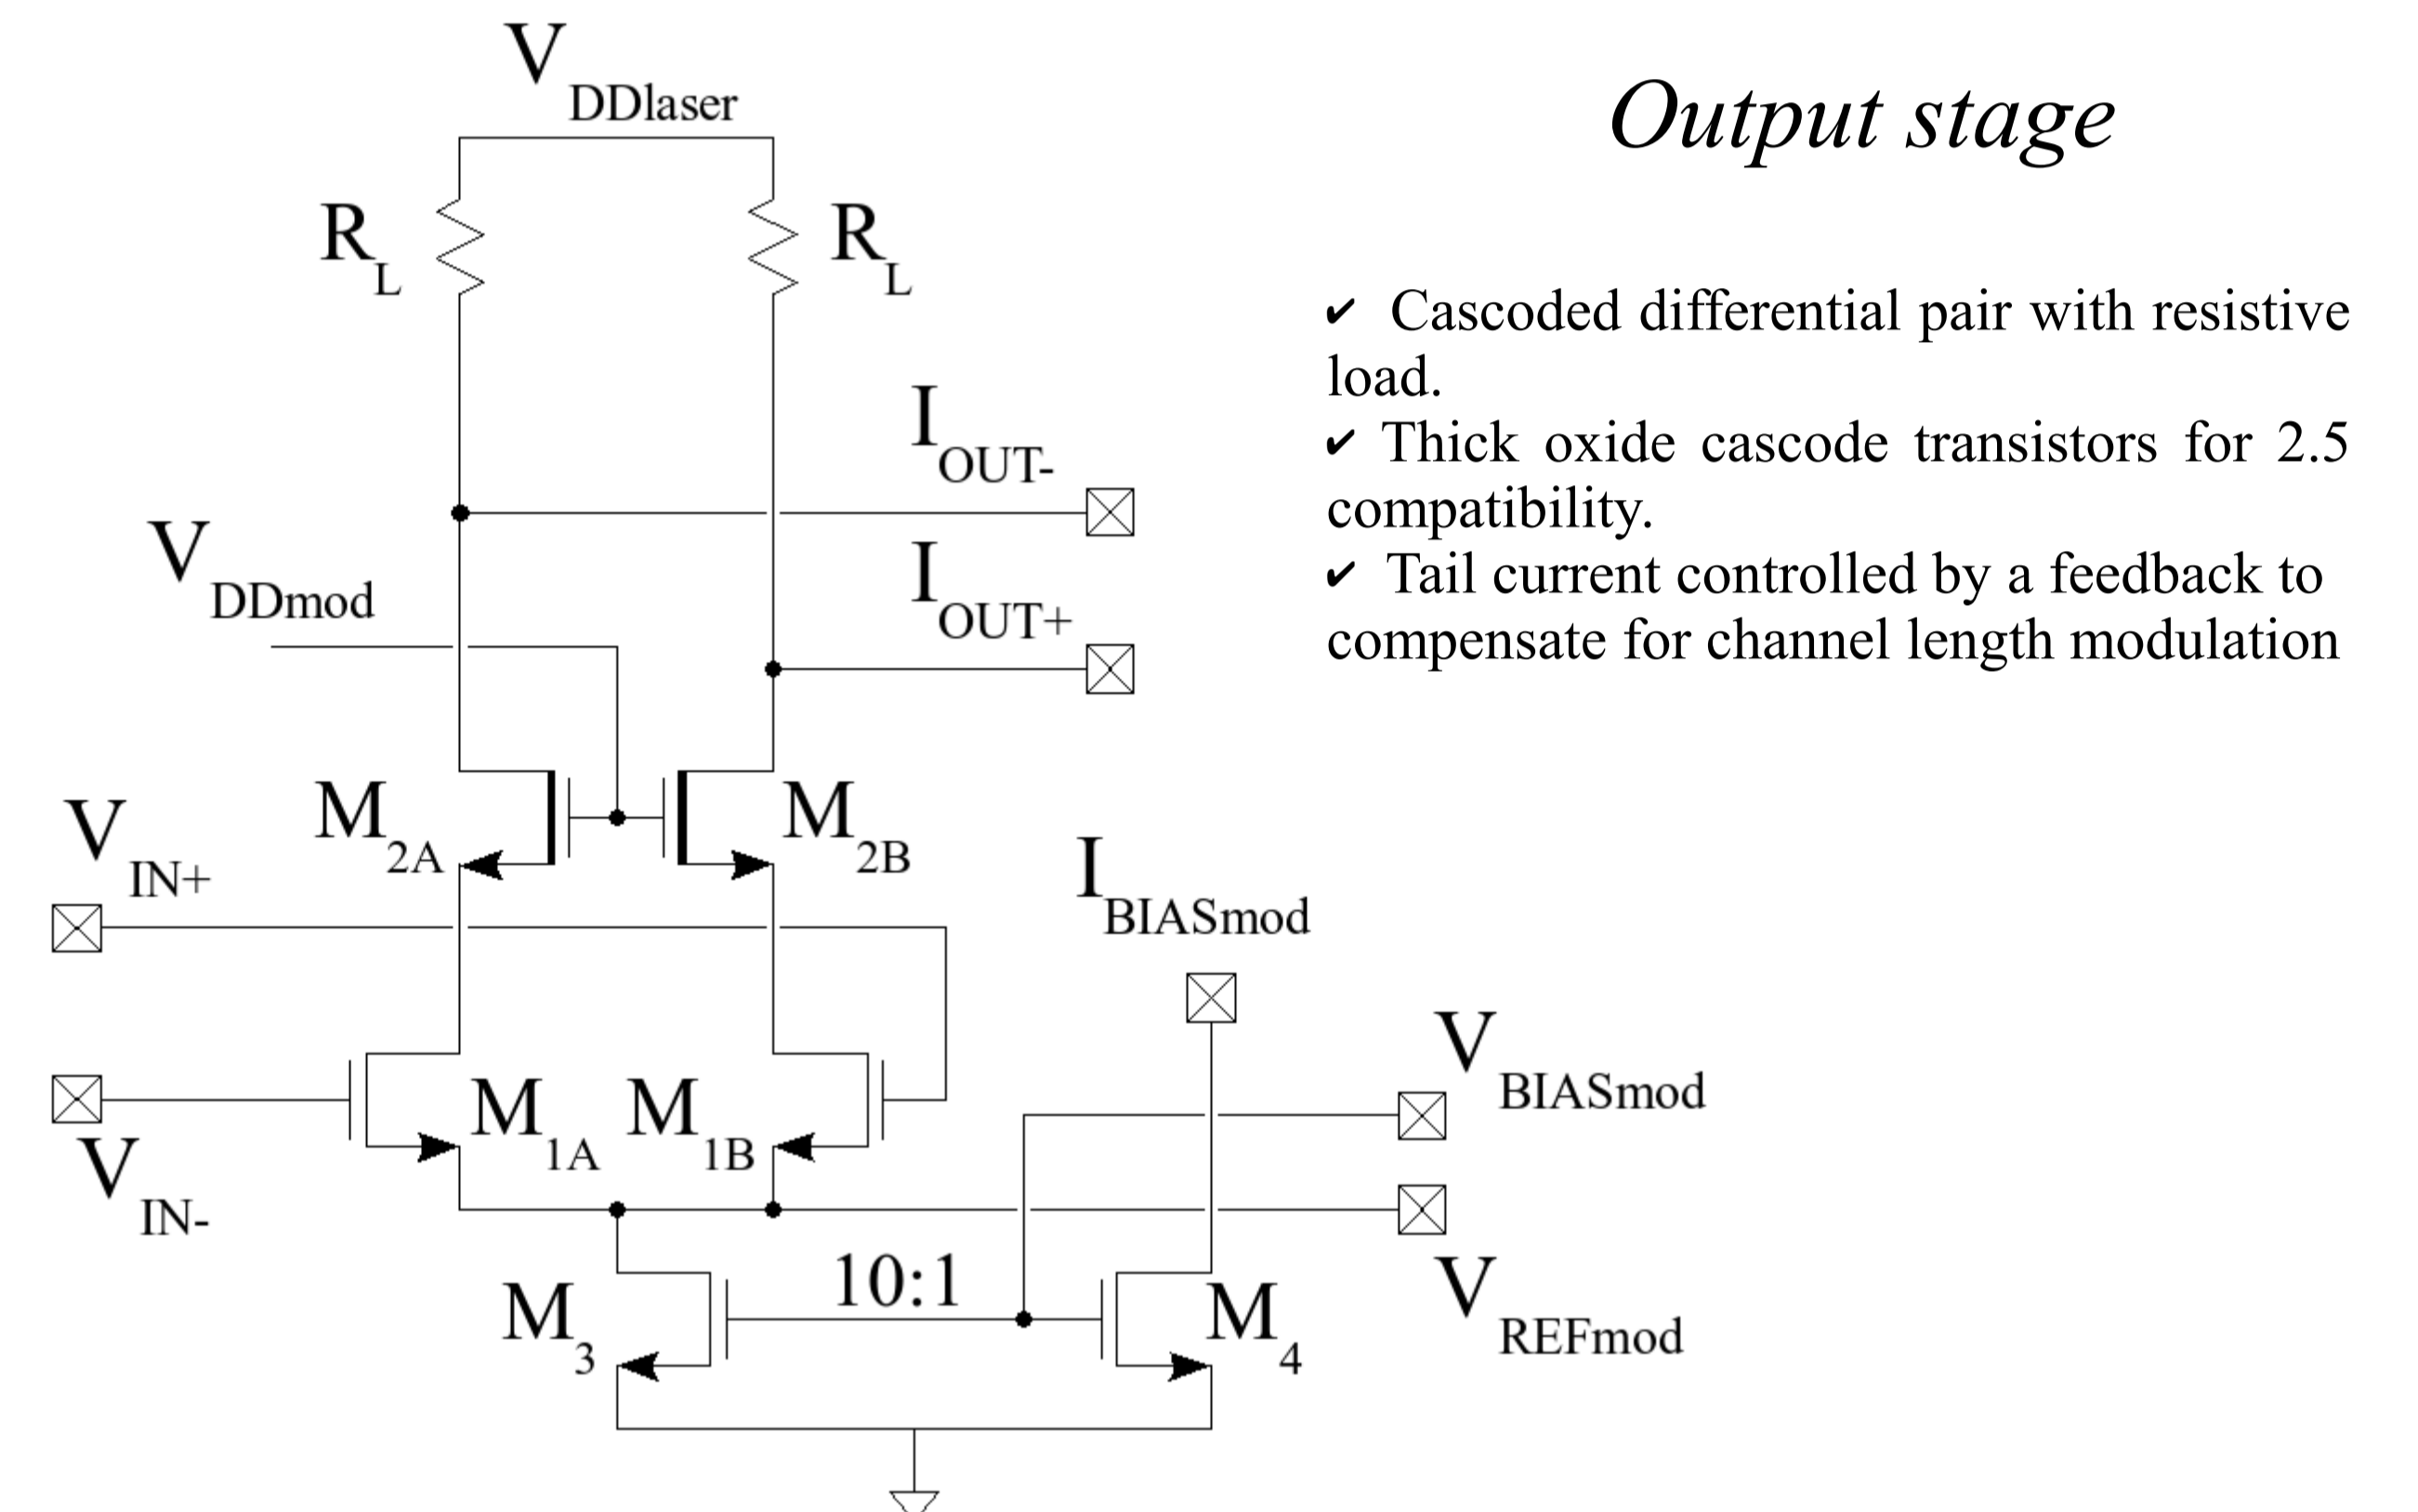 V DDlaser
Output stage
R L
R L
✔ Cascoded differential pair with resistive
load.
✔ Thick oxide cascode transistors for 2.5
compatibility.
✔ Tail current controlled by a feedback to
compensate for channel length modulation
I OUT-
V DDmod
I OUT+
M 2A
M 2B
V IN+
I BIASmod
V BIASmod
M 1A
M 1B
V IN-
10:1
M 3
M 4
V REFmod